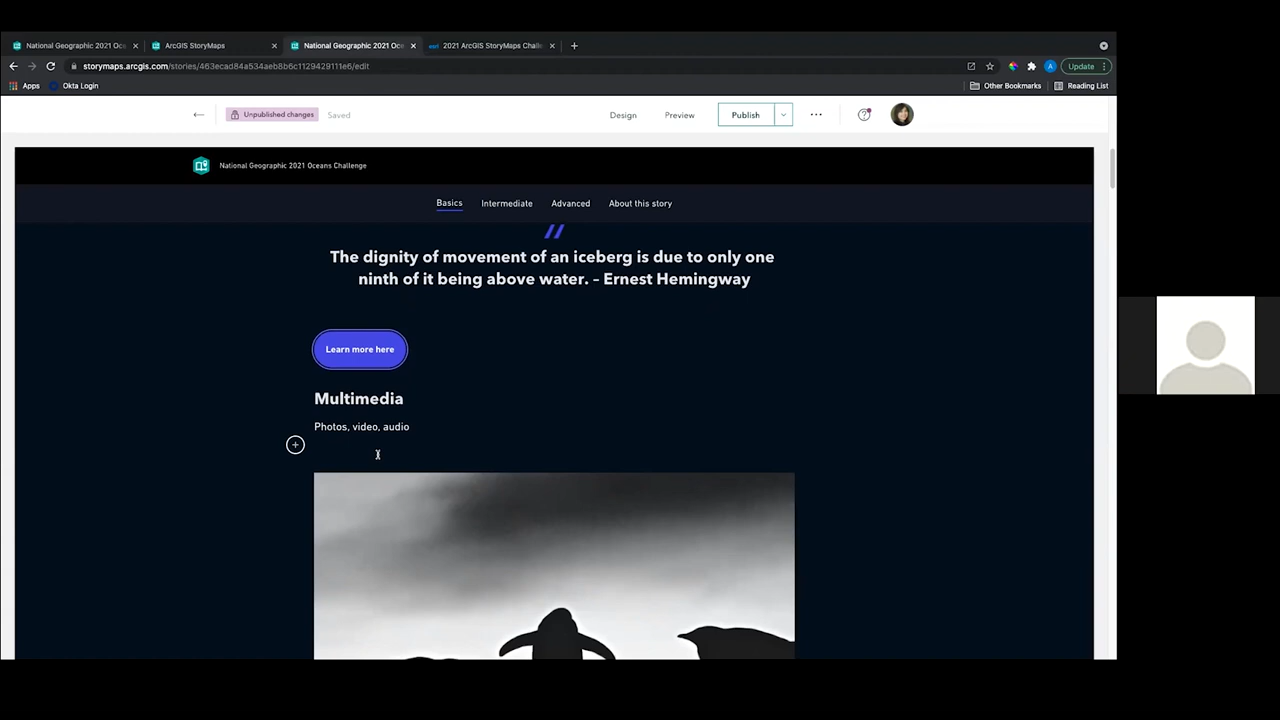 National Geographic 2021 Oce
ArcGIS StoryMaps
National Geographic 2021 Oce
esri
2021 ArcGIS StoryMaps Challe
storymaps.arcgis.com/stories/463ecad84a534aeb8b6c1129429111e6/edit
A
Update
Apps
Okta Login
Other Bookmarks
Reading List
Unpublished changes
Saved
Design
Preview
Publish
National Geographic 2021 Oceans Challenge
Basics
Intermediate
Advanced
About this story
The dignity of movement of an iceberg is due to only one
ninth of it being above water. – Ernest Hemingway
Learn more here
Multimedia
Photos, video, audio